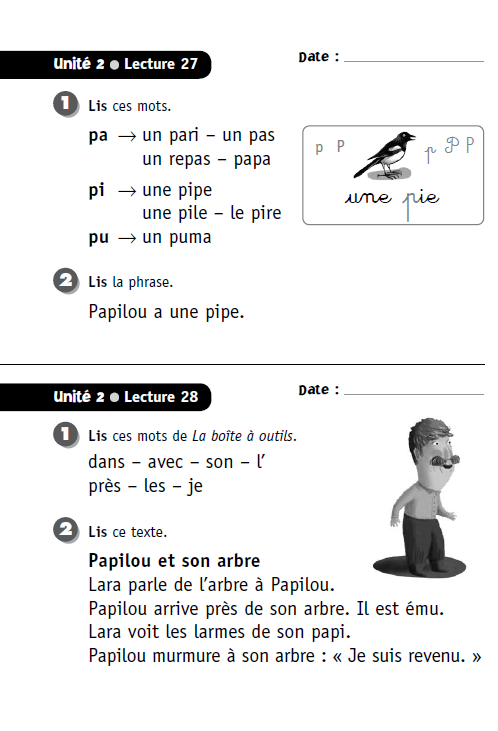 Unité 2 ● Lecture 27
Date :
1 Lis ces mots.
pa → un pari – un pas
un repas – papa
pi → une pipe
une pile – le pire
pu → un puma
p P p P P
une pie
2 Lis la phrase.
Papilou a une pipe.
Unité 2 ● Lecture 28
Date :
1 Lis ces mots de La boîte à outils.
dans – avec – son – l’
près – les – je
2 Lis ce texte.
Papilou et son arbre
Lara parle de l’arbre à Papilou.
Papilou arrive près de son arbre. Il est ému.
Lara voit les larmes de son papi.
Papilou murmure à son arbre : « Je suis revenu. »